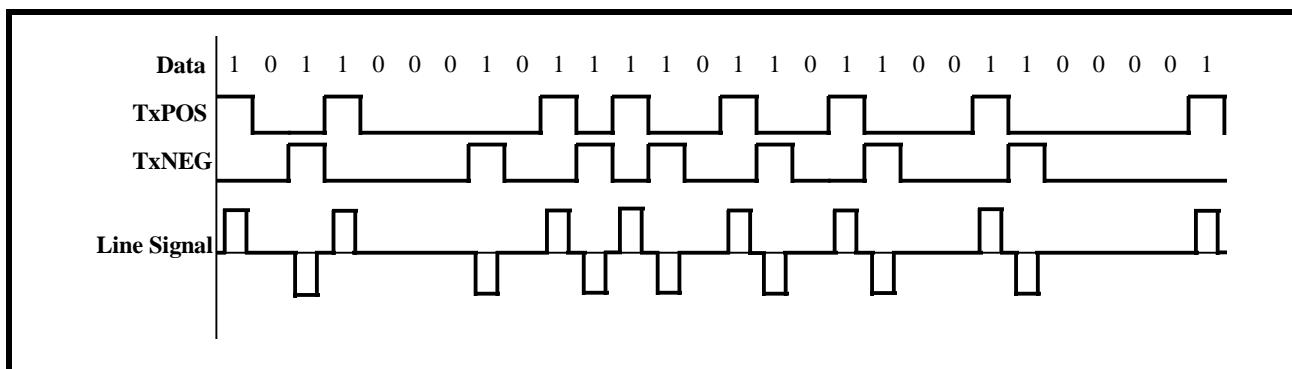 Data 1 0 1 1 0 0 0 1 0 1 1 1 1 0 1 1 0 1 1 0 0 1 1 0 0 0 0 1
TxPOS
TxNEG
Line Signal